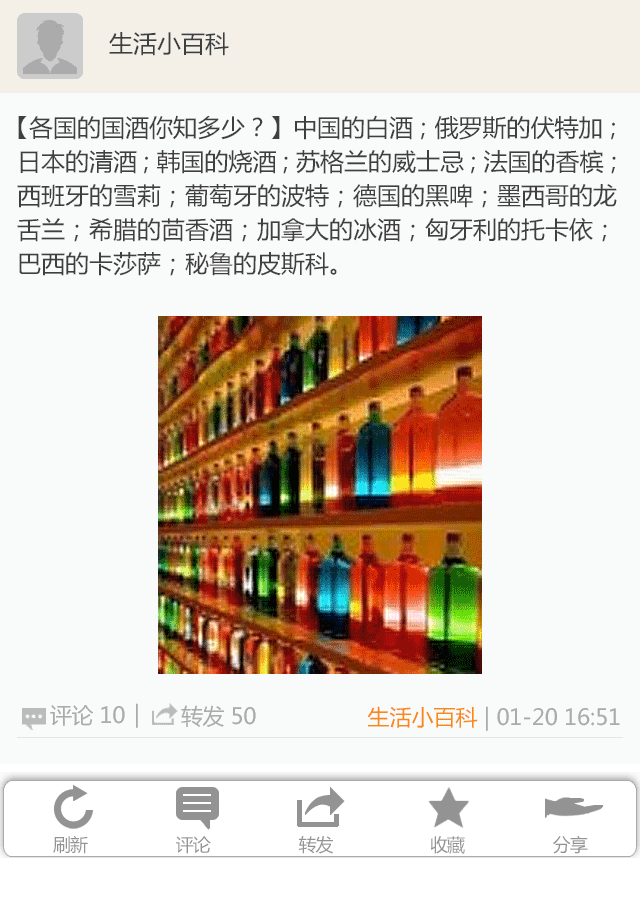 生活小百科
【各国的国酒你知多少？】中国的白酒；俄罗斯的伏特加；
日本的清酒；韩国的烧酒；苏格兰的威士忌；法国的香槟；
西班牙的雪莉；葡萄牙的波特；德国的黑啤；墨西哥的龙
舌兰；希腊的茴香酒；加拿大的冰酒；匈牙利的托卡依；
巴西的卡莎萨；秘鲁的皮斯科。
评论 10 | 转发 50 生活小百科 | 01-20 16:51
刷新 评论 转发 收藏 分享